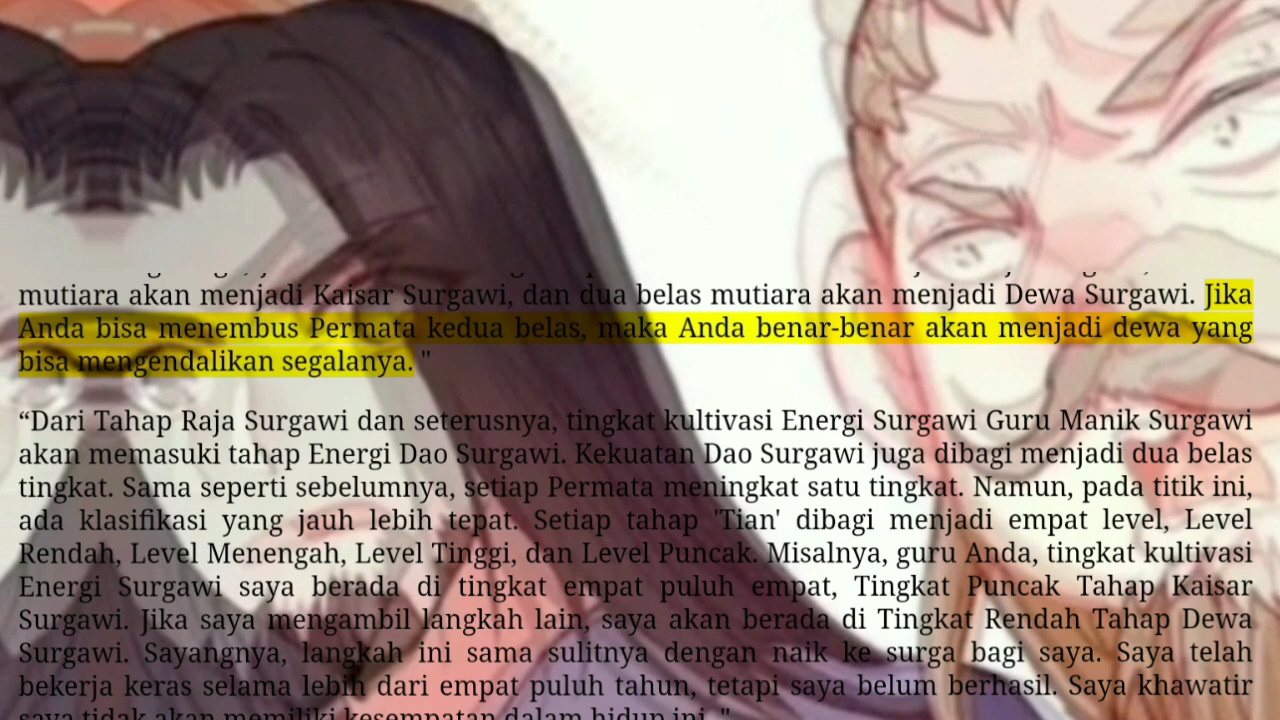 mutiara akan menjadi Kaisar Surgawi, dan dua belas mutiara akan menjadi Dewa Surgawi. Jika
Anda bisa menembus Permata kedua belas, maka Anda benar-benar akan menjadi dewa yang
bisa mengendalikan segalanya. "
“Dari Tahap Raja Surgawi dan seterusnya, tingkat kultivasi Energi Surgawi Guru Manik Surgawi
akan memasuki tahap Energi Dao Surgawi. Kekuatan Dao Surgawi juga dibagi menjadi dua belas
tingkat. Sama seperti sebelumnya, setiap Permata meningkat satu tingkat. Namun, pada titik ini,
ada klasifikasi yang jauh lebih tepat. Setiap tahap 'Tian' dibagi menjadi empat level, Level
Rendah, Level Menengah, Level Tinggi, dan Level Puncak. Misalnya, guru Anda, tingkat kultivasi
Energi Surgawi saya berada di tingkat empat puluh empat, Tingkat Puncak Tahap Kaisar
Surgawi. Jika saya mengambil langkah lain, saya akan berada di Tingkat Rendah Tahap Dewa
Surgawi. Sayangnya, langkah ini sama sulitnya dengan naik ke surga bagi saya. Saya telah
bekerja keras selama lebih dari empat puluh tahun, tetapi saya belum berhasil. Saya khawatir
saya tidak akan memiliki kesempatan dalam hidup ini. "